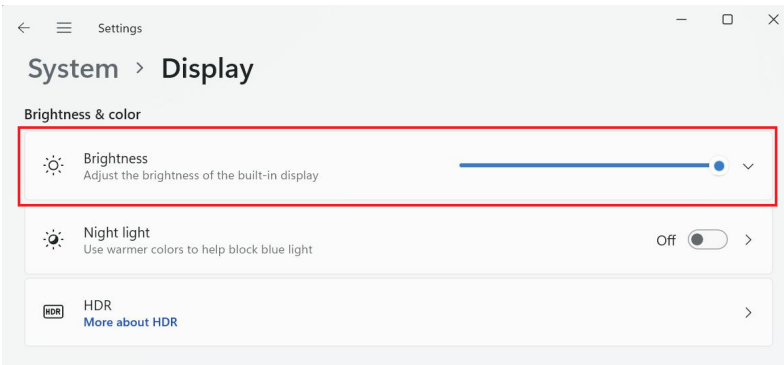 Settings
System > Display
Brightness & color
Brightness
Adjust the brightness of the built-in display
Night light
Use warmer colors to help block blue light
Off
HDR
HDR
More about HDR